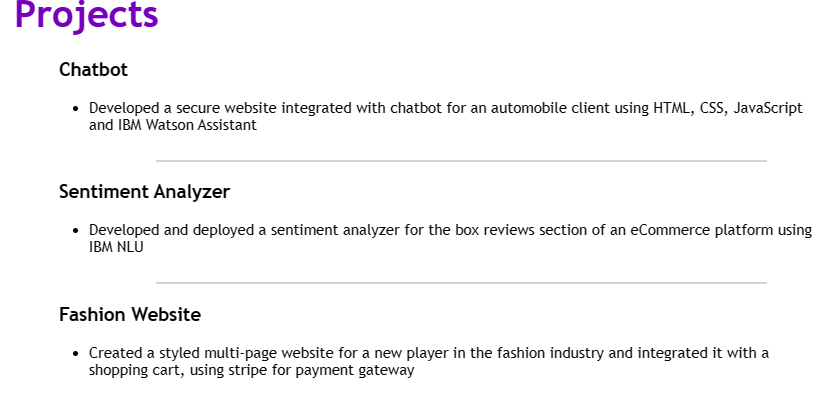 Projects
Chatbot
• Developed a secure website integrated with chatbot for an automobile client using HTML, CSS, JavaScript
and IBM Watson Assistant
Sentiment Analyzer
• Developed and deployed a sentiment analyzer for the box reviews section of an eCommerce platform using
IBM NLU
Fashion Website
• Created a styled multi-page website for a new player in the fashion industry and integrated it with a
shopping cart, using stripe for payment gateway